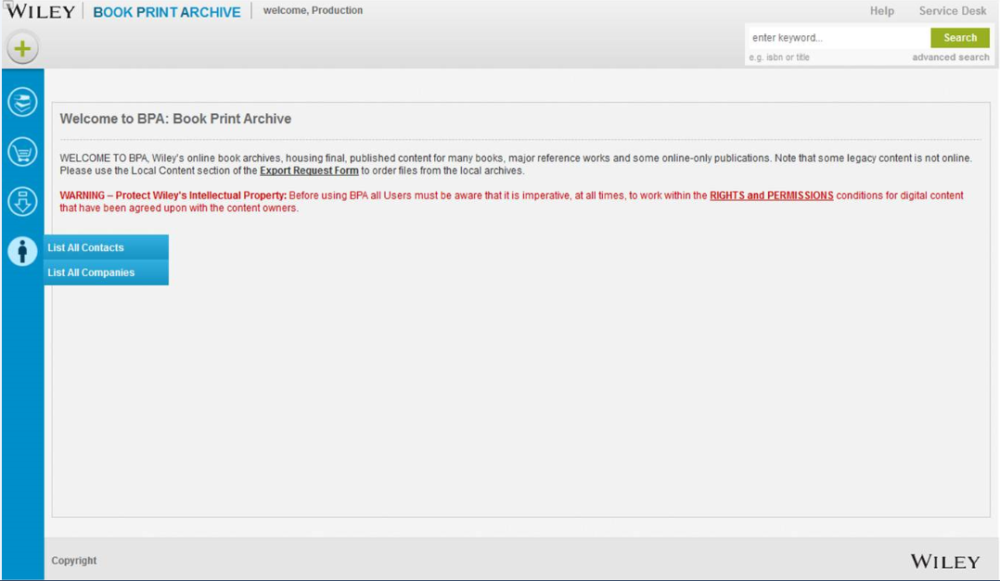 WILEY BOOK PRINT ARCHIVE welcome, Production Help Service Desk
enter keyword... Search
e.g. isbn or title advanced search
Welcome to BPA: Book Print Archive
WELCOME TO BPA, Wiley's online book archives, housing final, published content for many books, major reference works and some online-only publications. Note that some legacy content is not online.
Please use the Local Content section of the Export Request Form to order files from the local archives.
WARNING – Protect Wiley's Intellectual Property: Before using BPA all Users must be aware that it is imperative, at all times, to work within the RIGHTS and PERMISSIONS conditions for digital content
that have been agreed upon with the content owners.
List All Contacts
List All Companies
Copyright WILEY